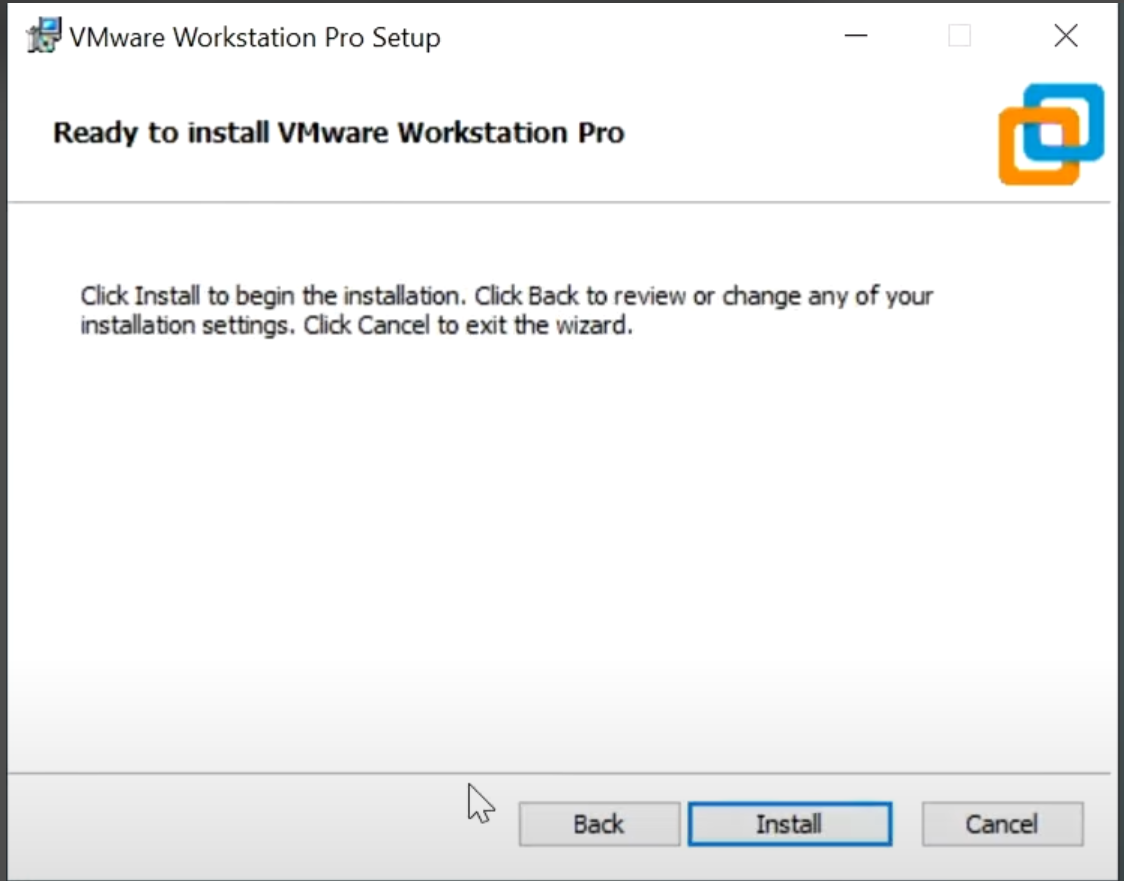 VMware Workstation Pro Setup
Ready to install VMware Workstation Pro
Click Install to begin the installation. Click Back to review or change any of your
installation settings. Click Cancel to exit the wizard.
Back Install Cancel